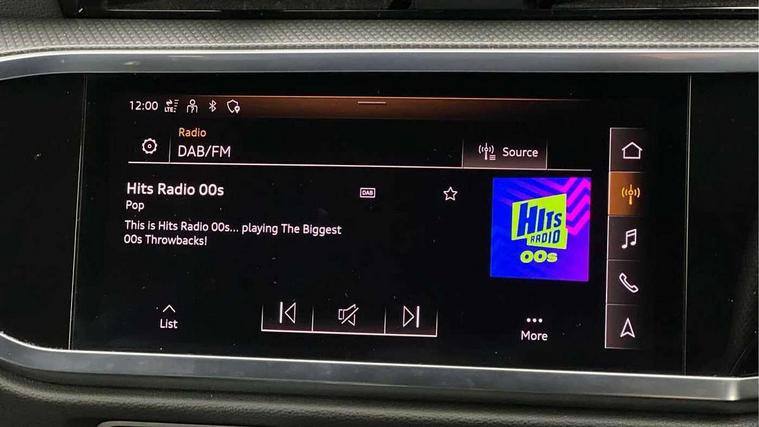 12:00 LTE
Radio
DAB/FM
Source
Hits Radio 00s
DAB
Pop
This is Hits Radio 00s... playing The Biggest
00s Throwbacks!
HITS
RADIO
00s
List
More